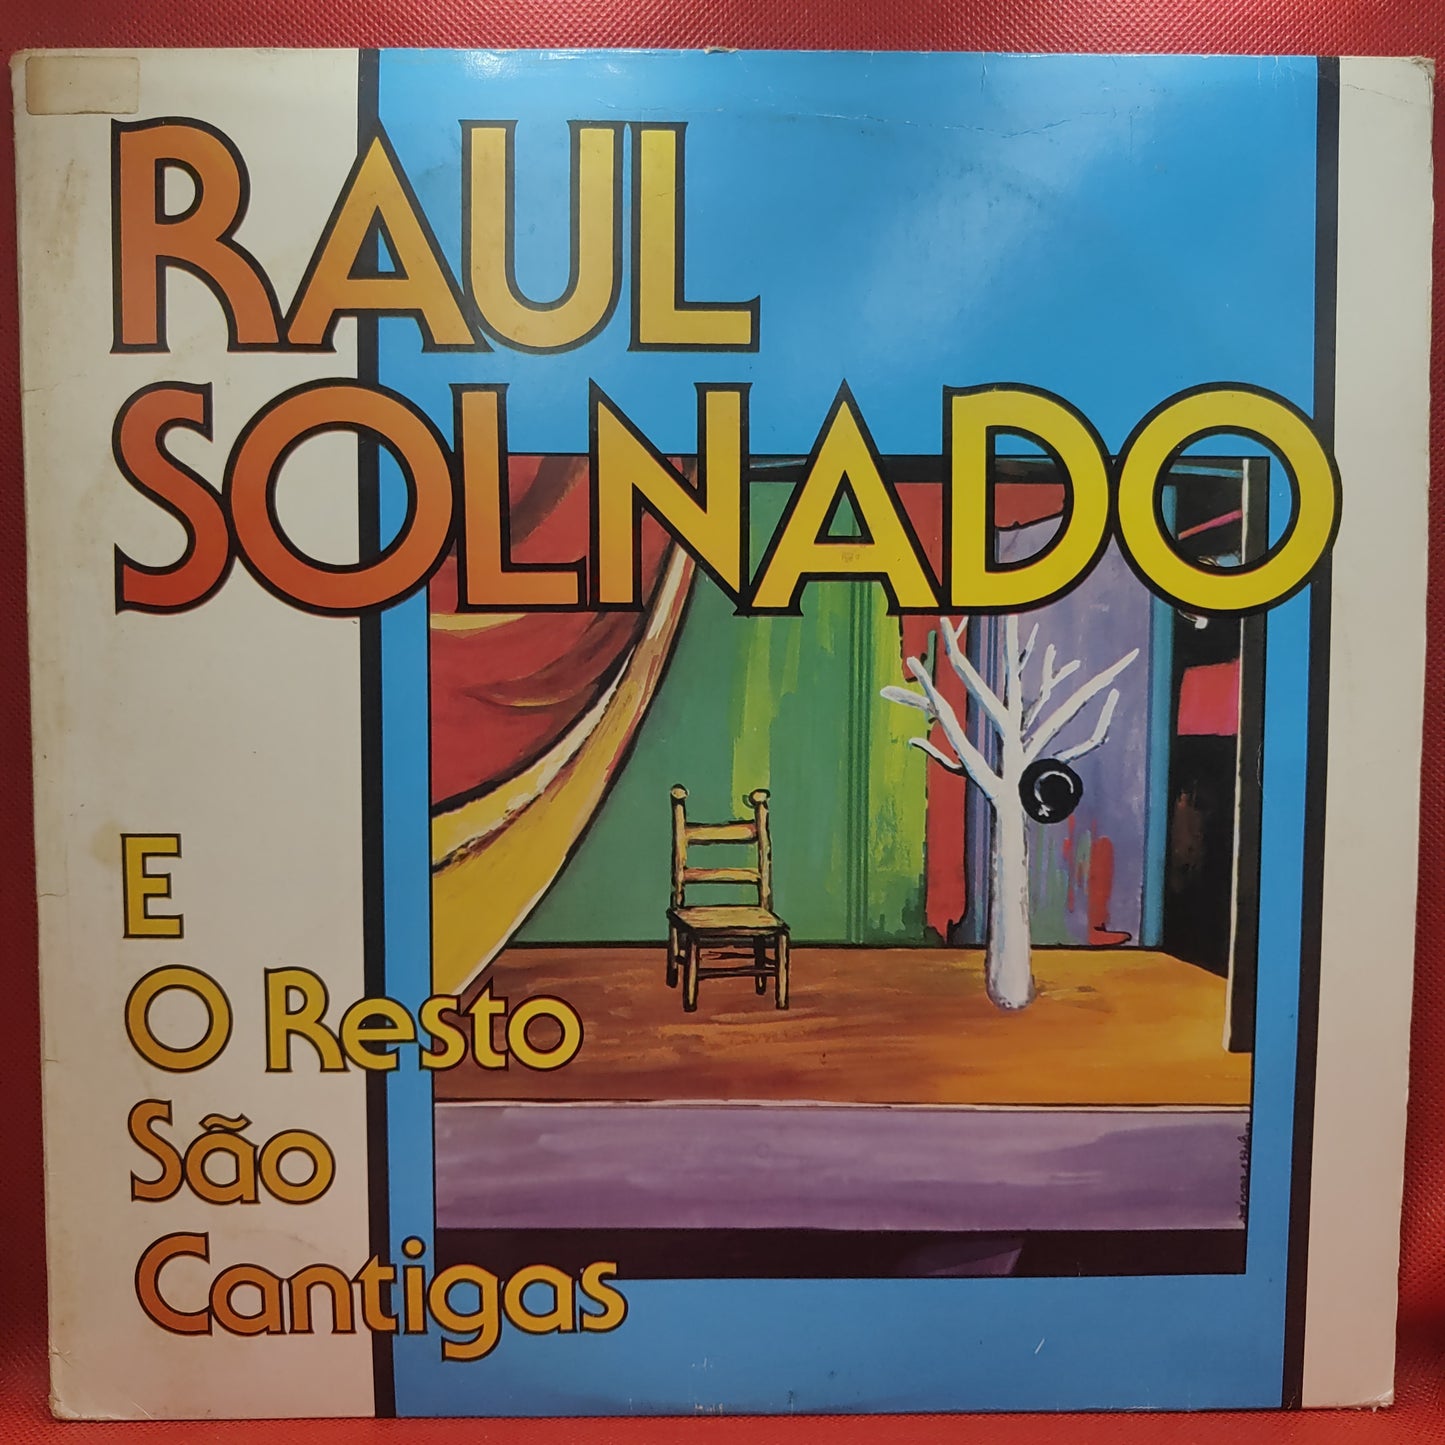 RAUL
SOLNADO
E
O Resto
São
Cantigas